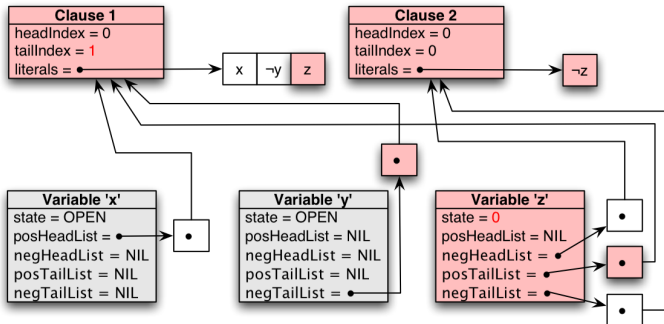 Clause 1
headIndex = 0
tailIndex = 1
literals =
x ¬y z
Clause 2
headIndex = 0
tailIndex = 0
literals =
¬z
Variable 'x'
state = OPEN
posHeadList =
negHeadList = NIL
posTailList = NIL
negTailList = NIL
Variable 'y'
state = OPEN
posHeadList = NIL
negHeadList = NIL
posTailList = NIL
negTailList =
Variable 'z'
state = 0
posHeadList = NIL
negHeadList =
posTailList =
negTailList =